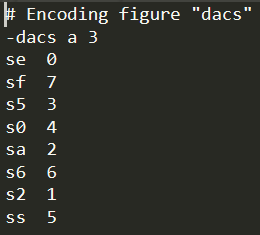 # Encoding figure "dacs"
-dacs a 3
se  0
sf  7
s5  3
s0  4
sa  2
s6  6
s2  1
ss  5